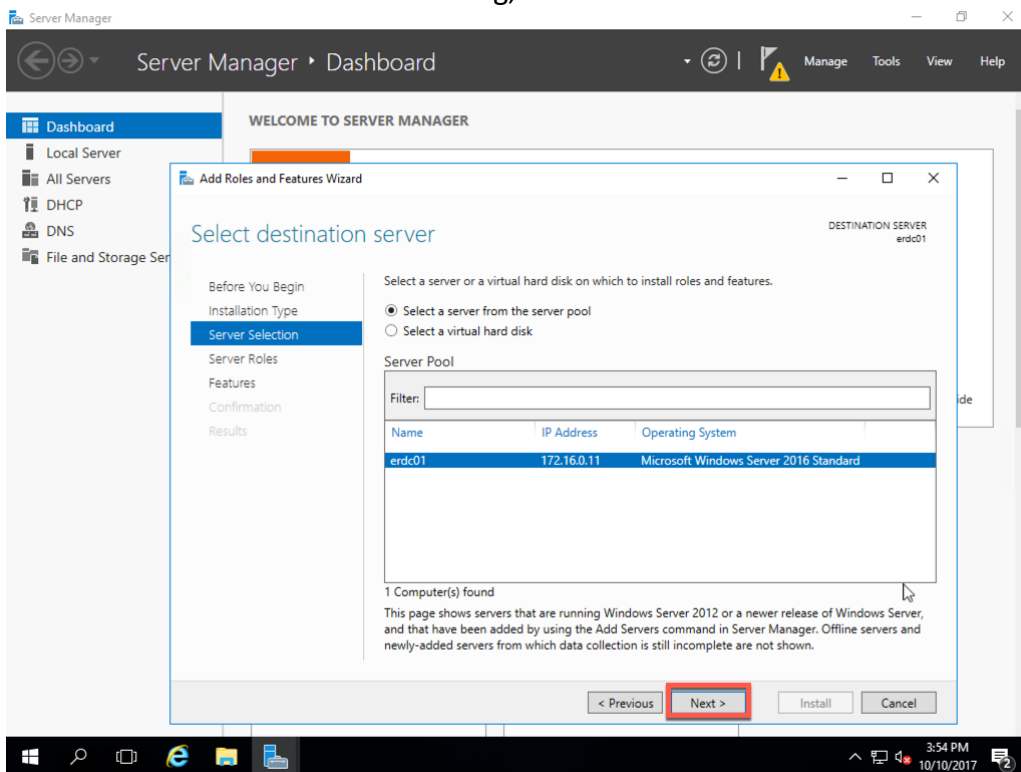 g,
Server Manager
Server Manager ‣ Dashboard
Manage Tools View Help
Dashboard
Local Server
All Servers
DHCP
DNS
File and Storage Ser
WELCOME TO SERVER MANAGER
Add Roles and Features Wizard
Select destination server
DESTINATION SERVER
erdc01
Before You Begin
Installation Type
Server Selection
Server Roles
Features
Confirmation
Results
Select a server or a virtual hard disk on which to install roles and features.
Select a server from the server pool
Select a virtual hard disk
Server Pool
Filter:
Name IP Address Operating System
erdc01 172.16.0.11 Microsoft Windows Server 2016 Standard
1 Computer(s) found
This page shows servers that are running Windows Server 2012 or a newer release of Windows Server,
and that have been added by using the Add Servers command in Server Manager. Offline servers and
newly-added servers from which data collection is still incomplete are not shown.
< Previous Next > Install Cancel
ide
3:54 PM
10/10/2017
2